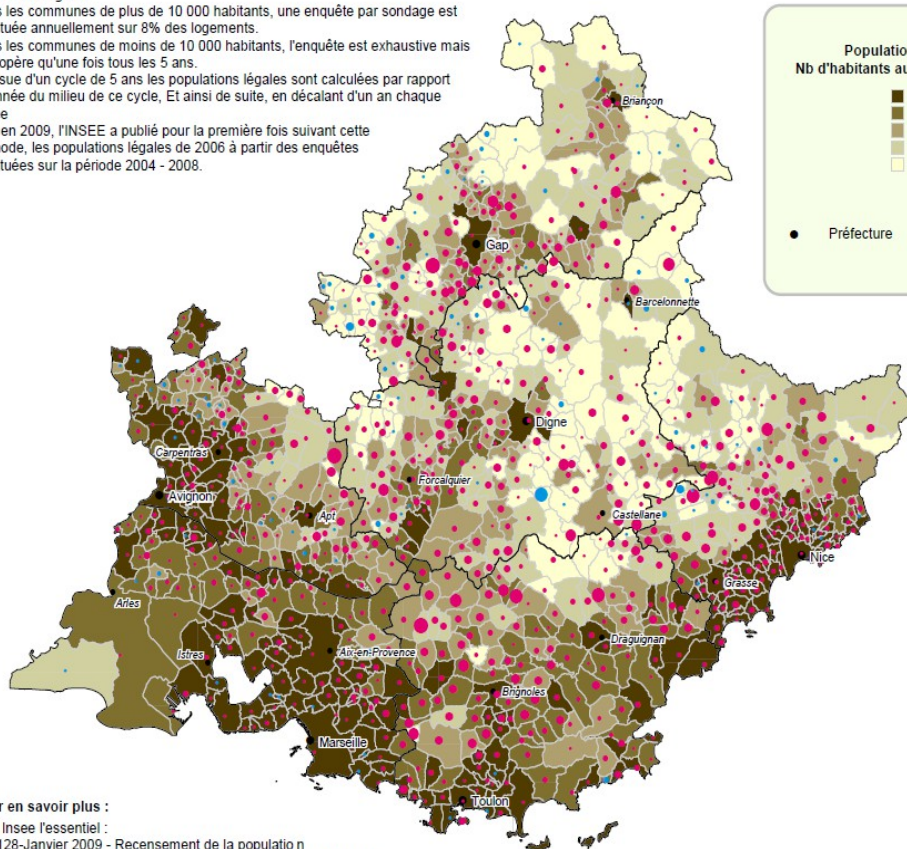 s les communes de plus de 10 000 habitants, une enquête par sondage est
tuée annuellement sur 8% des logements.
s les communes de moins de 10 000 habitants, l'enquête est exhaustive mais
opère qu'une fois tous les 5 ans.
sue d'un cycle de 5 ans les populations légales sont calculées par rapport
nnée du milieu de ce cycle, Et ainsi de suite, en décalant d'un an chaque
e
en 2009, l'INSEE a publié pour la première fois suivant cette
ode, les populations légales de 2006 à partir des enquêtes
tuées sur la période 2004 - 2008.
Populatio
Nb d'habitants au
Préfecture
Briançon
Gap
Barcelonnette
Digne
Carpentras
Forcalquier
Avignon
Apt
Castellane
Nice
Grasse
Arles
Draguignan
Istres
Aix-en-Provence
Brignoles
Marseille
Toulon
r en savoir plus :
Insee l'essentiel :
128-Janvier 2009 - Recensement de la populatio n